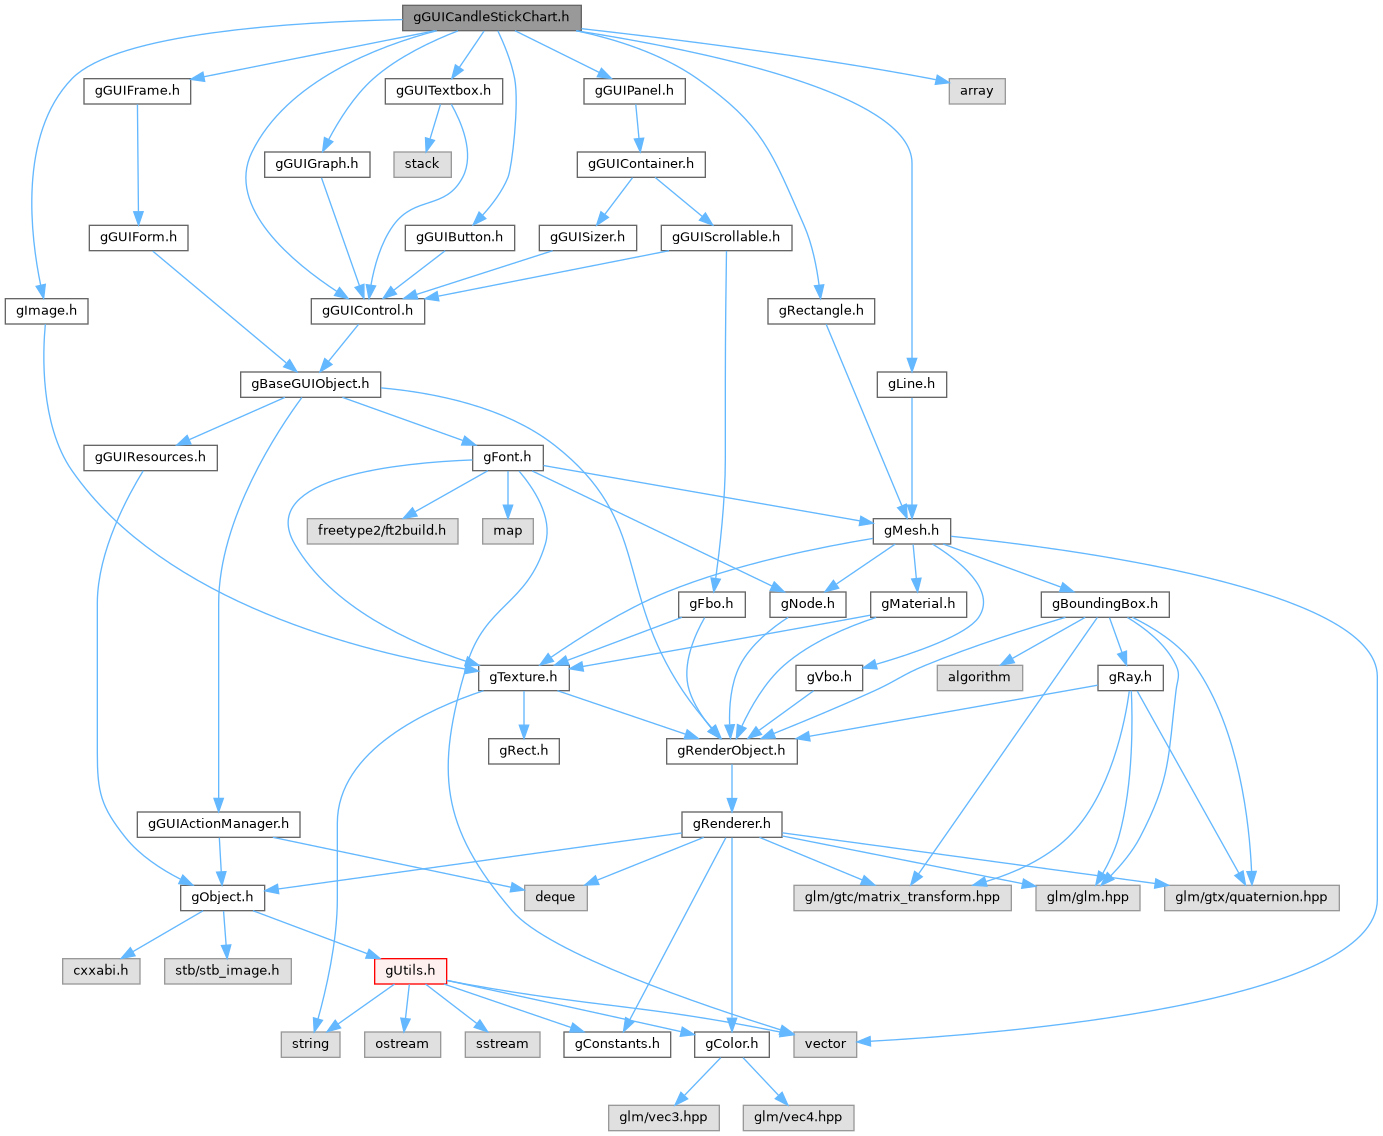 gGUICandleStickChart.h
gGUIFrame.h
gGUITextbox.h
gGUIPanel.h
array
gGUIGraph.h
stack
gGUIContainer.h
gGUIForm.h
gGUIButton.h
gGUISizer.h
gGUIScrollable.h
gImage.h
gGUIControl.h
gRectangle.h
gBaseGUIObject.h
gLine.h
gGUIResources.h
gFont.h
freetype2/ft2build.h
map
gMesh.h
gFbo.h
gNode.h
gMaterial.h
gBoundingBox.h
gTexture.h
gVbo.h
algorithm
gRay.h
gRect.h
gRenderObject.h
gGUIActionManager.h
gRenderer.h
gObject.h
deque
glm/gtc/matrix_transform.hpp
glm/glm.hpp
glm/gtx/quaternion.hpp
cxxabi.h
stb/stb_image.h
gUtils.h
string
ostream
sstream
gConstants.h
gColor.h
vector
glm/vec3.hpp
glm/vec4.hpp